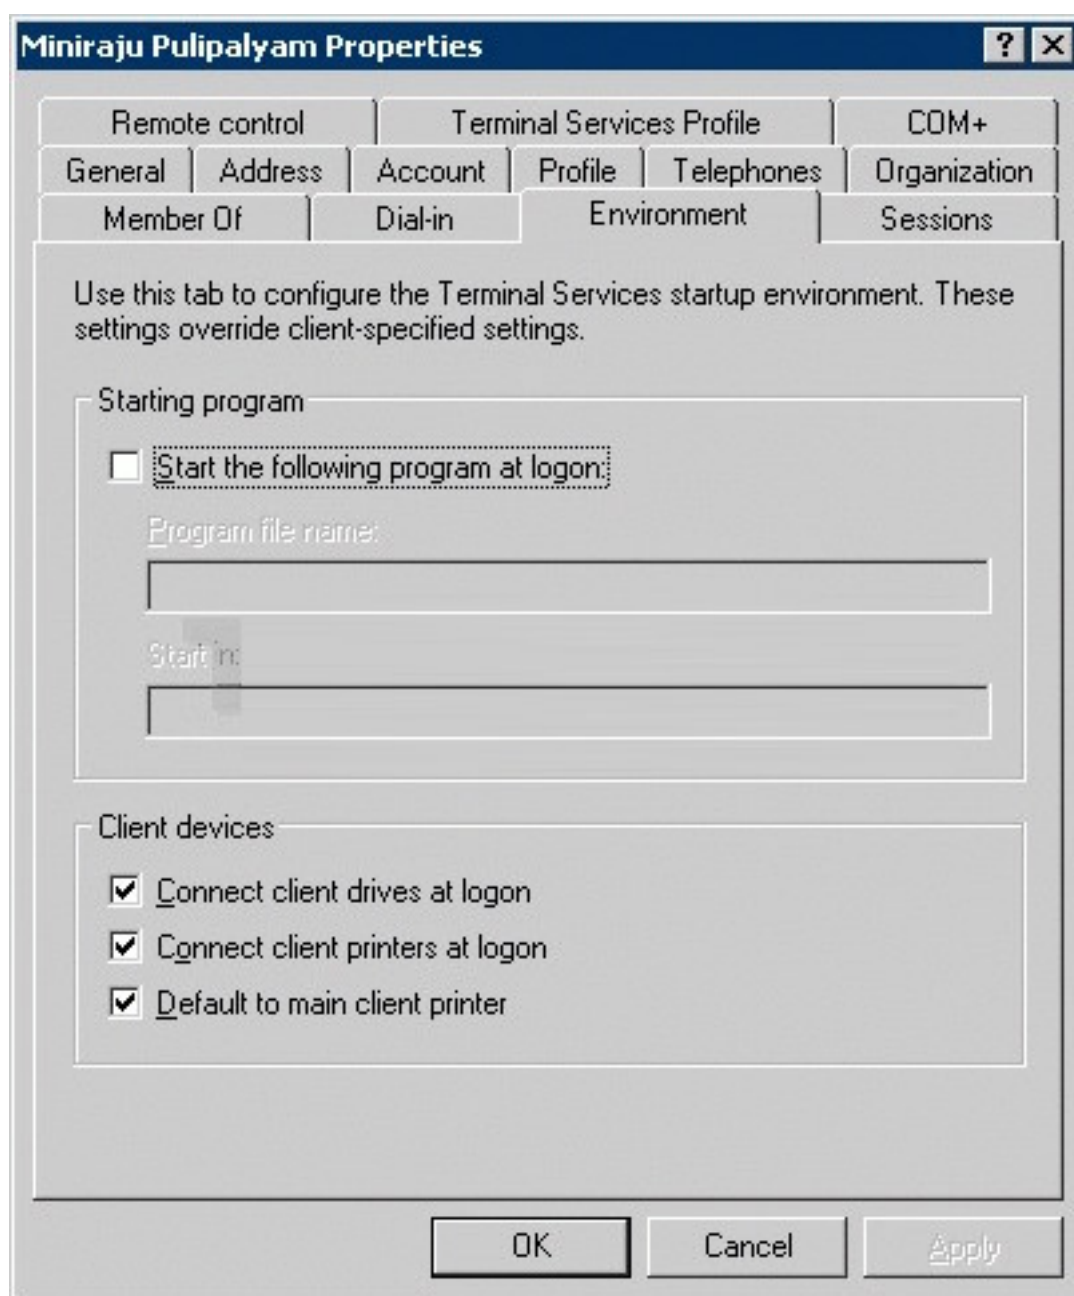 Miniraju Pulipalyam Properties
Remote control Terminal Services Profile COM+
General Address Account Profile Telephones Organization
Member Of Dial-in Environment Sessions
Use this tab to configure the Terminal Services startup environment. These
settings override client-specified settings.
Starting program
Start the following program at logon:
Program file name:
Start in:
Client devices
Connect client drives at logon
Connect client printers at logon
Default to main client printer
OK Cancel Apply